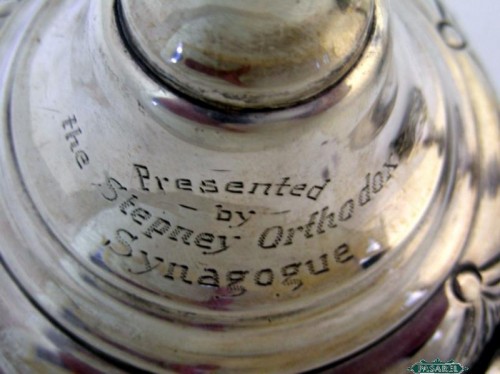 Presented
- by -
the Stepney Orthodox
Synagogue